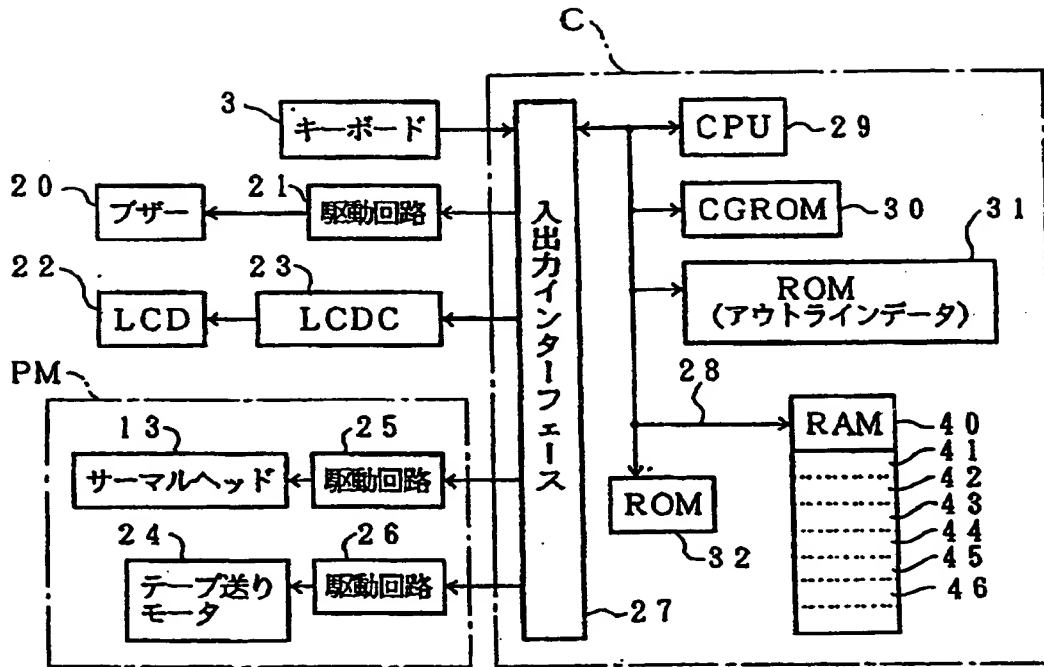 C
3
キーボード
CPU
29
20
ブザー
21
駆動回路
CGROM
30
31
22
LCD
23
LCDC
ROM
(アウトラインデータ)
入出力インターフェース
PM
28
13
サーマルヘッド
25
駆動回路
RAM
40
41
42
43
44
45
46
ROM
32
24
テープ送り
モータ
26
駆動回路
27